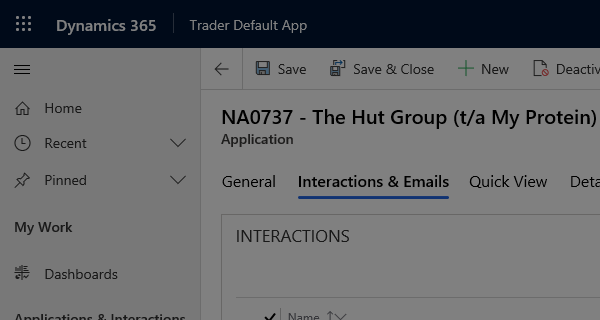 Dynamics 365 Trader Default App
Save Save & Close New Deactiv
NA0737 - The Hut Group (t/a My Protein)
Application
Home
Recent
Pinned
My Work
Dashboards
Applications & Interactions
General Interactions & Emails Quick View Deta
INTERACTIONS
Name